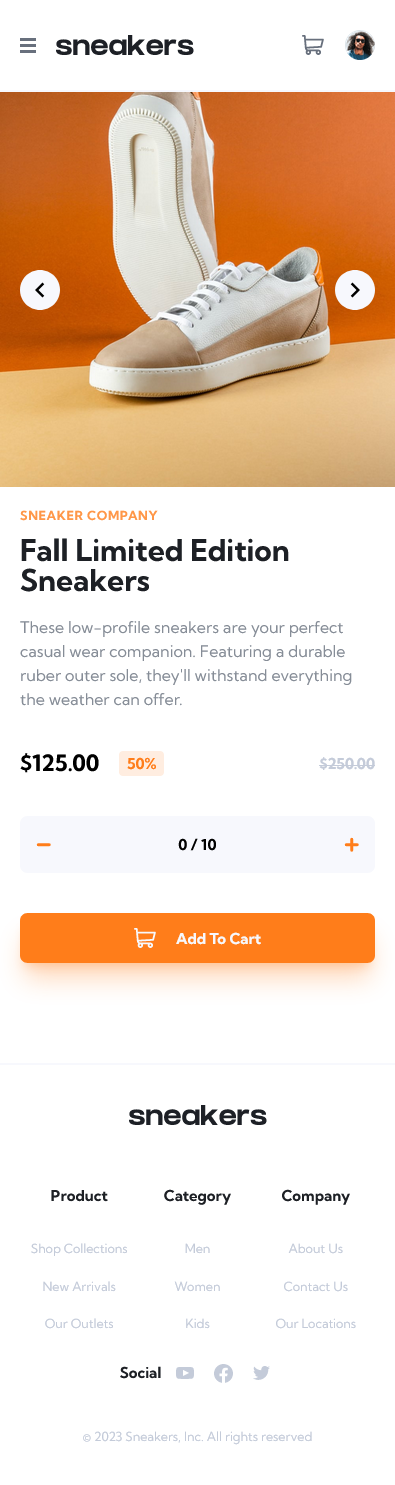 sneakers
SNEAKER COMPANY
Fall Limited Edition
Sneakers
These low-profile sneakers are your perfect
casual wear companion. Featuring a durable
ruber outer sole, they'll withstand everything
the weather can offer.
$125.00 50% $250.00
0 / 10
Add To Cart
sneakers
Product Category Company
Shop Collections Men About Us
New Arrivals Women Contact Us
Our Outlets Kids Our Locations
Social
© 2023 Sneakers, Inc. All rights reserved